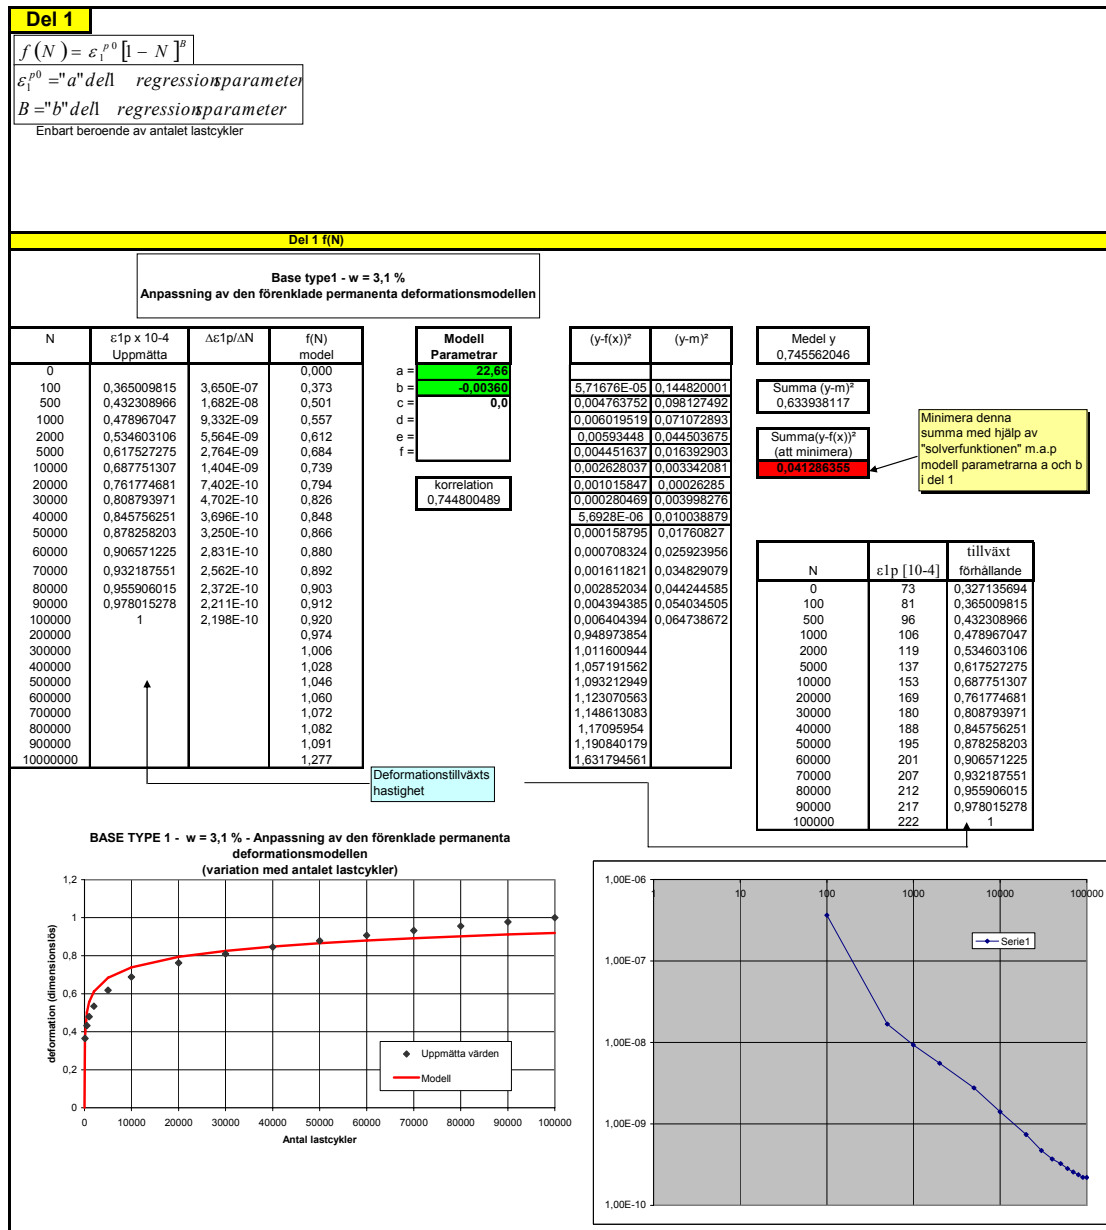 Del 1
f(N) = ε₁^p0 [1 − N]^B
ε₁^p0 ="a"del1 regressionsparameter
B ="b"del1 regressionsparameter
Enbart beroende av antalet lastcykler
Del 1 f(N)
Base type1 - w = 3,1 %
Anpassning av den förenklade permanenta deformationsmodellen
N ε1p x 10-4 Δε1p/ΔN f(N)
Uppmätta model
0 0,000
100 0,365009815 3,650E-07 0,373
500 0,432308966 1,682E-08 0,501
1000 0,478967047 9,332E-09 0,557
2000 0,534603106 5,564E-09 0,612
5000 0,617527275 2,764E-09 0,684
10000 0,687751307 1,404E-09 0,739
20000 0,761774681 7,402E-10 0,794
30000 0,808793971 4,702E-10 0,826
40000 0,845756251 3,696E-10 0,848
50000 0,878258203 3,250E-10 0,866
60000 0,906571225 2,831E-10 0,880
70000 0,932187551 2,562E-10 0,892
80000 0,955906015 2,372E-10 0,903
90000 0,978015278 2,211E-10 0,912
100000 1 2,198E-10 0,920
200000 0,974
300000 1,006
400000 1,028
500000 1,046
600000 1,060
700000 1,072
800000 1,082
900000 1,091
10000000 1,277
Modell
Parametrar
a = 22,66
b = -0,00360
c = 0,0
d =
e =
f =
korrelation
0,744800489
(y-f(x))² (y-m)²
5,71676E-05 0,144820001
0,004763752 0,098127492
0,006019519 0,071072893
0,00593448 0,044503675
0,004451637 0,016392903
0,002628037 0,003342081
0,001015847 0,00026285
0,000280469 0,003998276
5,6928E-06 0,010038879
0,000158795 0,01760827
0,000708324 0,025923956
0,001611821 0,034829079
0,002852034 0,044244585
0,004394385 0,054034505
0,006404394 0,064738672
0,948973854
1,011600944
1,057191562
1,093212949
1,123070563
1,148613083
1,17095954
1,190840179
1,631794561
Medel y
0,745562046
Summa (y-m)²
0,633938117
Summa(y-f(x))²
(att minimera)
0,041286355
Minimera denna
summa med hjälp av
"solverfunktionen" m.a.p
modell parametrarna a och b
i del 1
tillväxt
N ε1p [10-4] förhållande
0 73 0,327135694
100 81 0,365009815
500 96 0,432308966
1000 106 0,478967047
2000 119 0,534603106
5000 137 0,617527275
10000 153 0,687751307
20000 169 0,761774681
30000 180 0,808793971
40000 188 0,845756251
50000 195 0,878258203
60000 201 0,906571225
70000 207 0,932187551
80000 212 0,955906015
90000 217 0,978015278
100000 222 1
Deformationstillväxts
hastighet
BASE TYPE 1 - w = 3,1 % - Anpassning av den förenklade permanenta
deformationsmodellen
(variation med antalet lastcykler)
deformation (dimensionslös)
1,2
1
0,8
0,6
0,4
0,2
0
0 10000 20000 30000 40000 50000 60000 70000 80000 90000 100000
Antal lastcykler
Uppmätta värden
Modell
1,00E-06
1,00E-07
1,00E-08
1,00E-09
1,00E-10
1 10 100 1000 10000 100000
Serie1